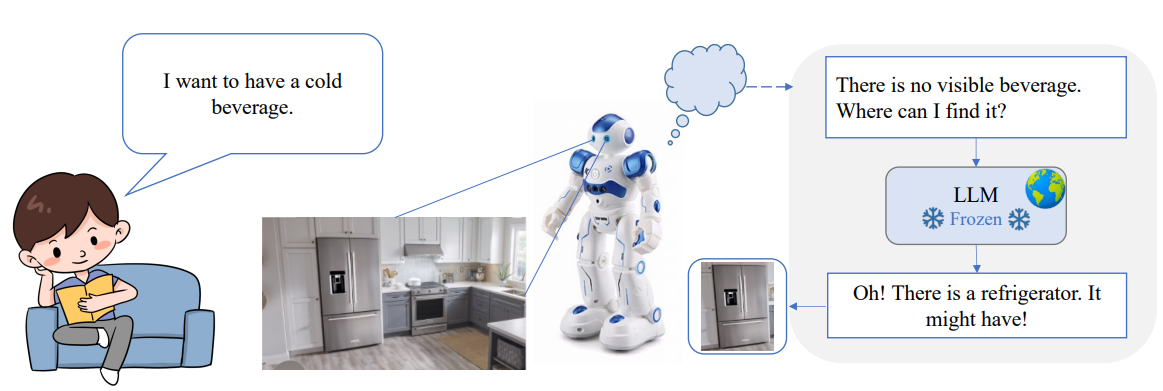 I want to have a cold
beverage.
There is no visible beverage.
Where can I find it?
LLM
Frozen
Oh! There is a refrigerator. It
might have!